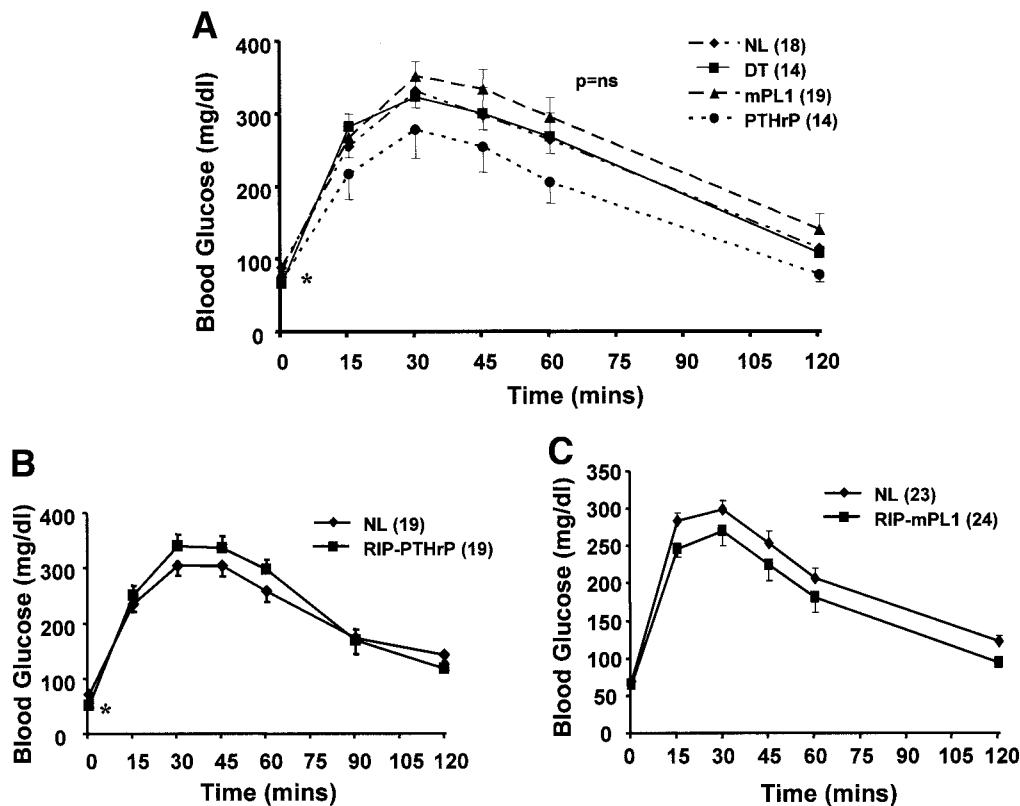 A
Blood Glucose (mg/dl)
400
300
200
100
0
NL (18)
DT (14)
mPL1 (19)
PTHrP (14)
p=ns
*
0 15 30 45 60 75 90 105 120
Time (mins)
B
Blood Glucose (mg/dl)
400
300
200
100
0
NL (19)
RIP-PTHrP (19)
*
0 15 30 45 60 75 90 105 120
Time (mins)
C
Blood Glucose (mg/dl)
350
300
250
200
150
100
50
0
NL (23)
RIP-mPL1 (24)
0 15 30 45 60 75 90 105 120
Time (mins)